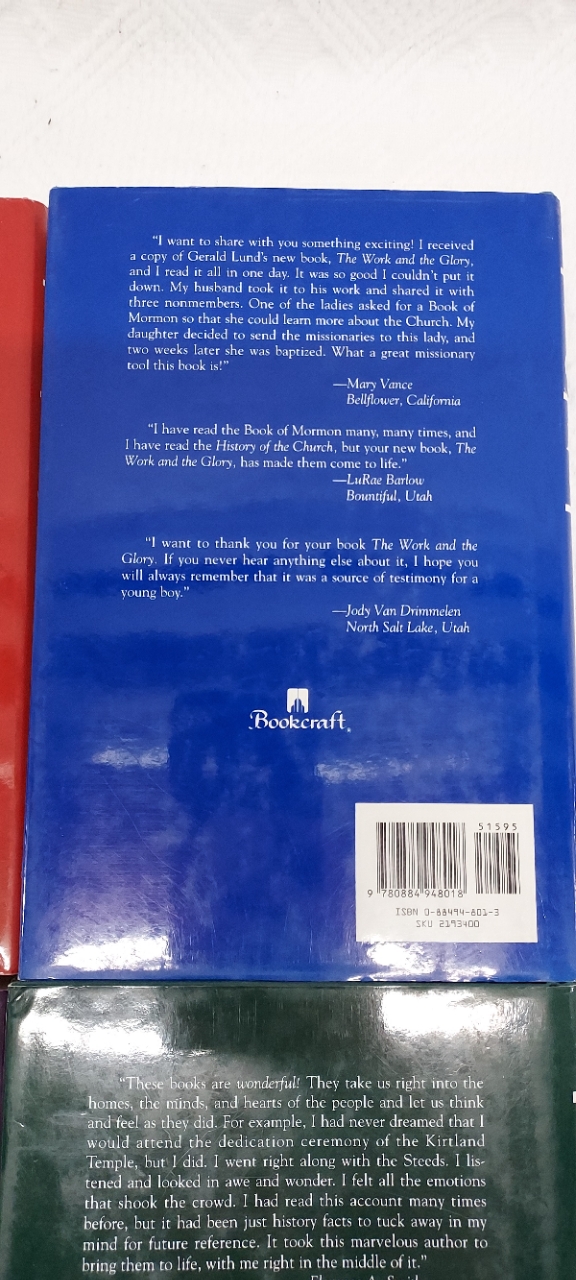 "I want to share with you something exciting! I received
a copy of Gerald Lund's new book, The Work and the Glory,
and I read it all in one day. It was so good I couldn't put it
down. My husband took it to his work and shared it with
three nonmembers. One of the ladies asked for a Book of
Mormon so that she could learn more about the Church. My
daughter decided to send the missionaries to this lady, and
two weeks later she was baptized. What a great missionary
tool this book is!"
—Mary Vance
Bellflower, California
"I have read the Book of Mormon many, many times, and
I have read the History of the Church, but your new book, The
Work and the Glory, has made them come to life."
—LuRae Barlow
Bountiful, Utah
"I want to thank you for your book The Work and the
Glory. If you never hear anything else about it, I hope you
will always remember that it was a source of testimony for a
young boy."
—Jody Van Drimmelen
North Salt Lake, Utah
Bookcraft
51595
9 780884 948018
ISBN 0-88494-801-3
SKU 2193400
"These books are wonderful! They take us right into the
homes, the minds, and hearts of the people and let us think
and feel as they did. For example, I had never dreamed that I
would attend the dedication ceremony of the Kirtland
Temple, but I did. I went right along with the Steeds. I lis-
tened and looked in awe and wonder. I felt all the emotions
that shook the crowd. I had read this account many times
before, but it had been just history facts to tuck away in my
mind for future reference. It took this marvelous author to
bring them to life, with me right in the middle of it."